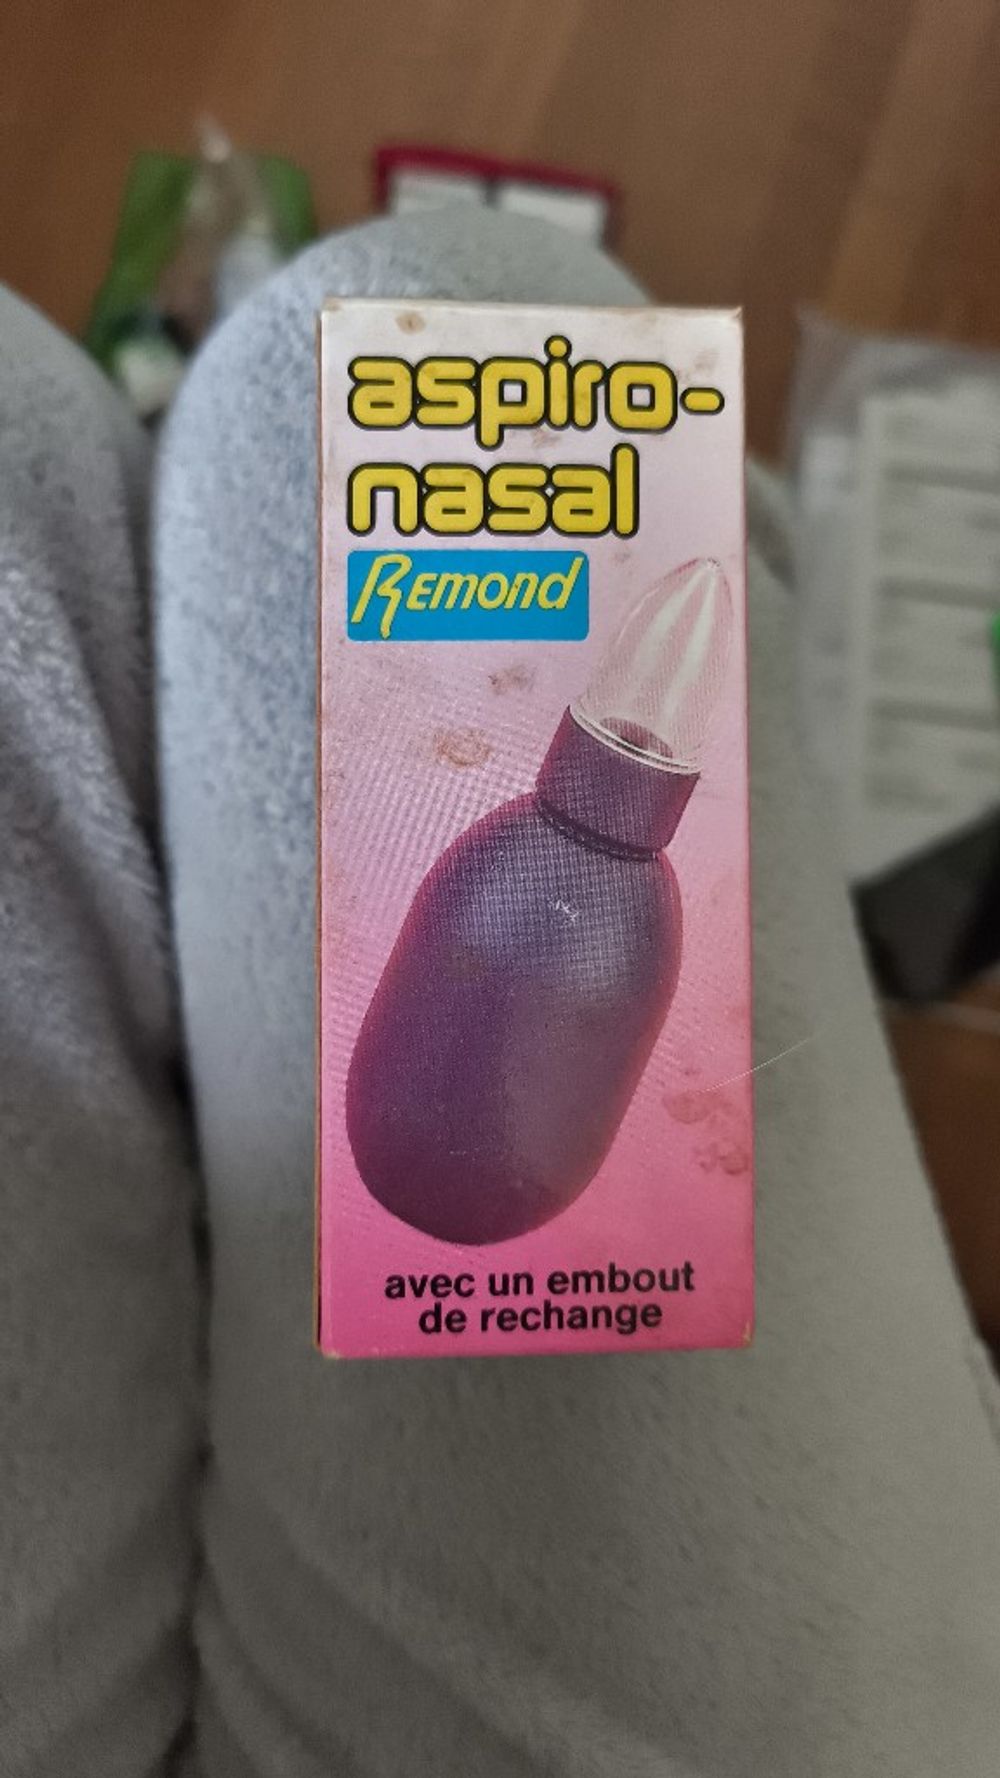 aspiro-
nasal
Remond
avec un embout
de rechange